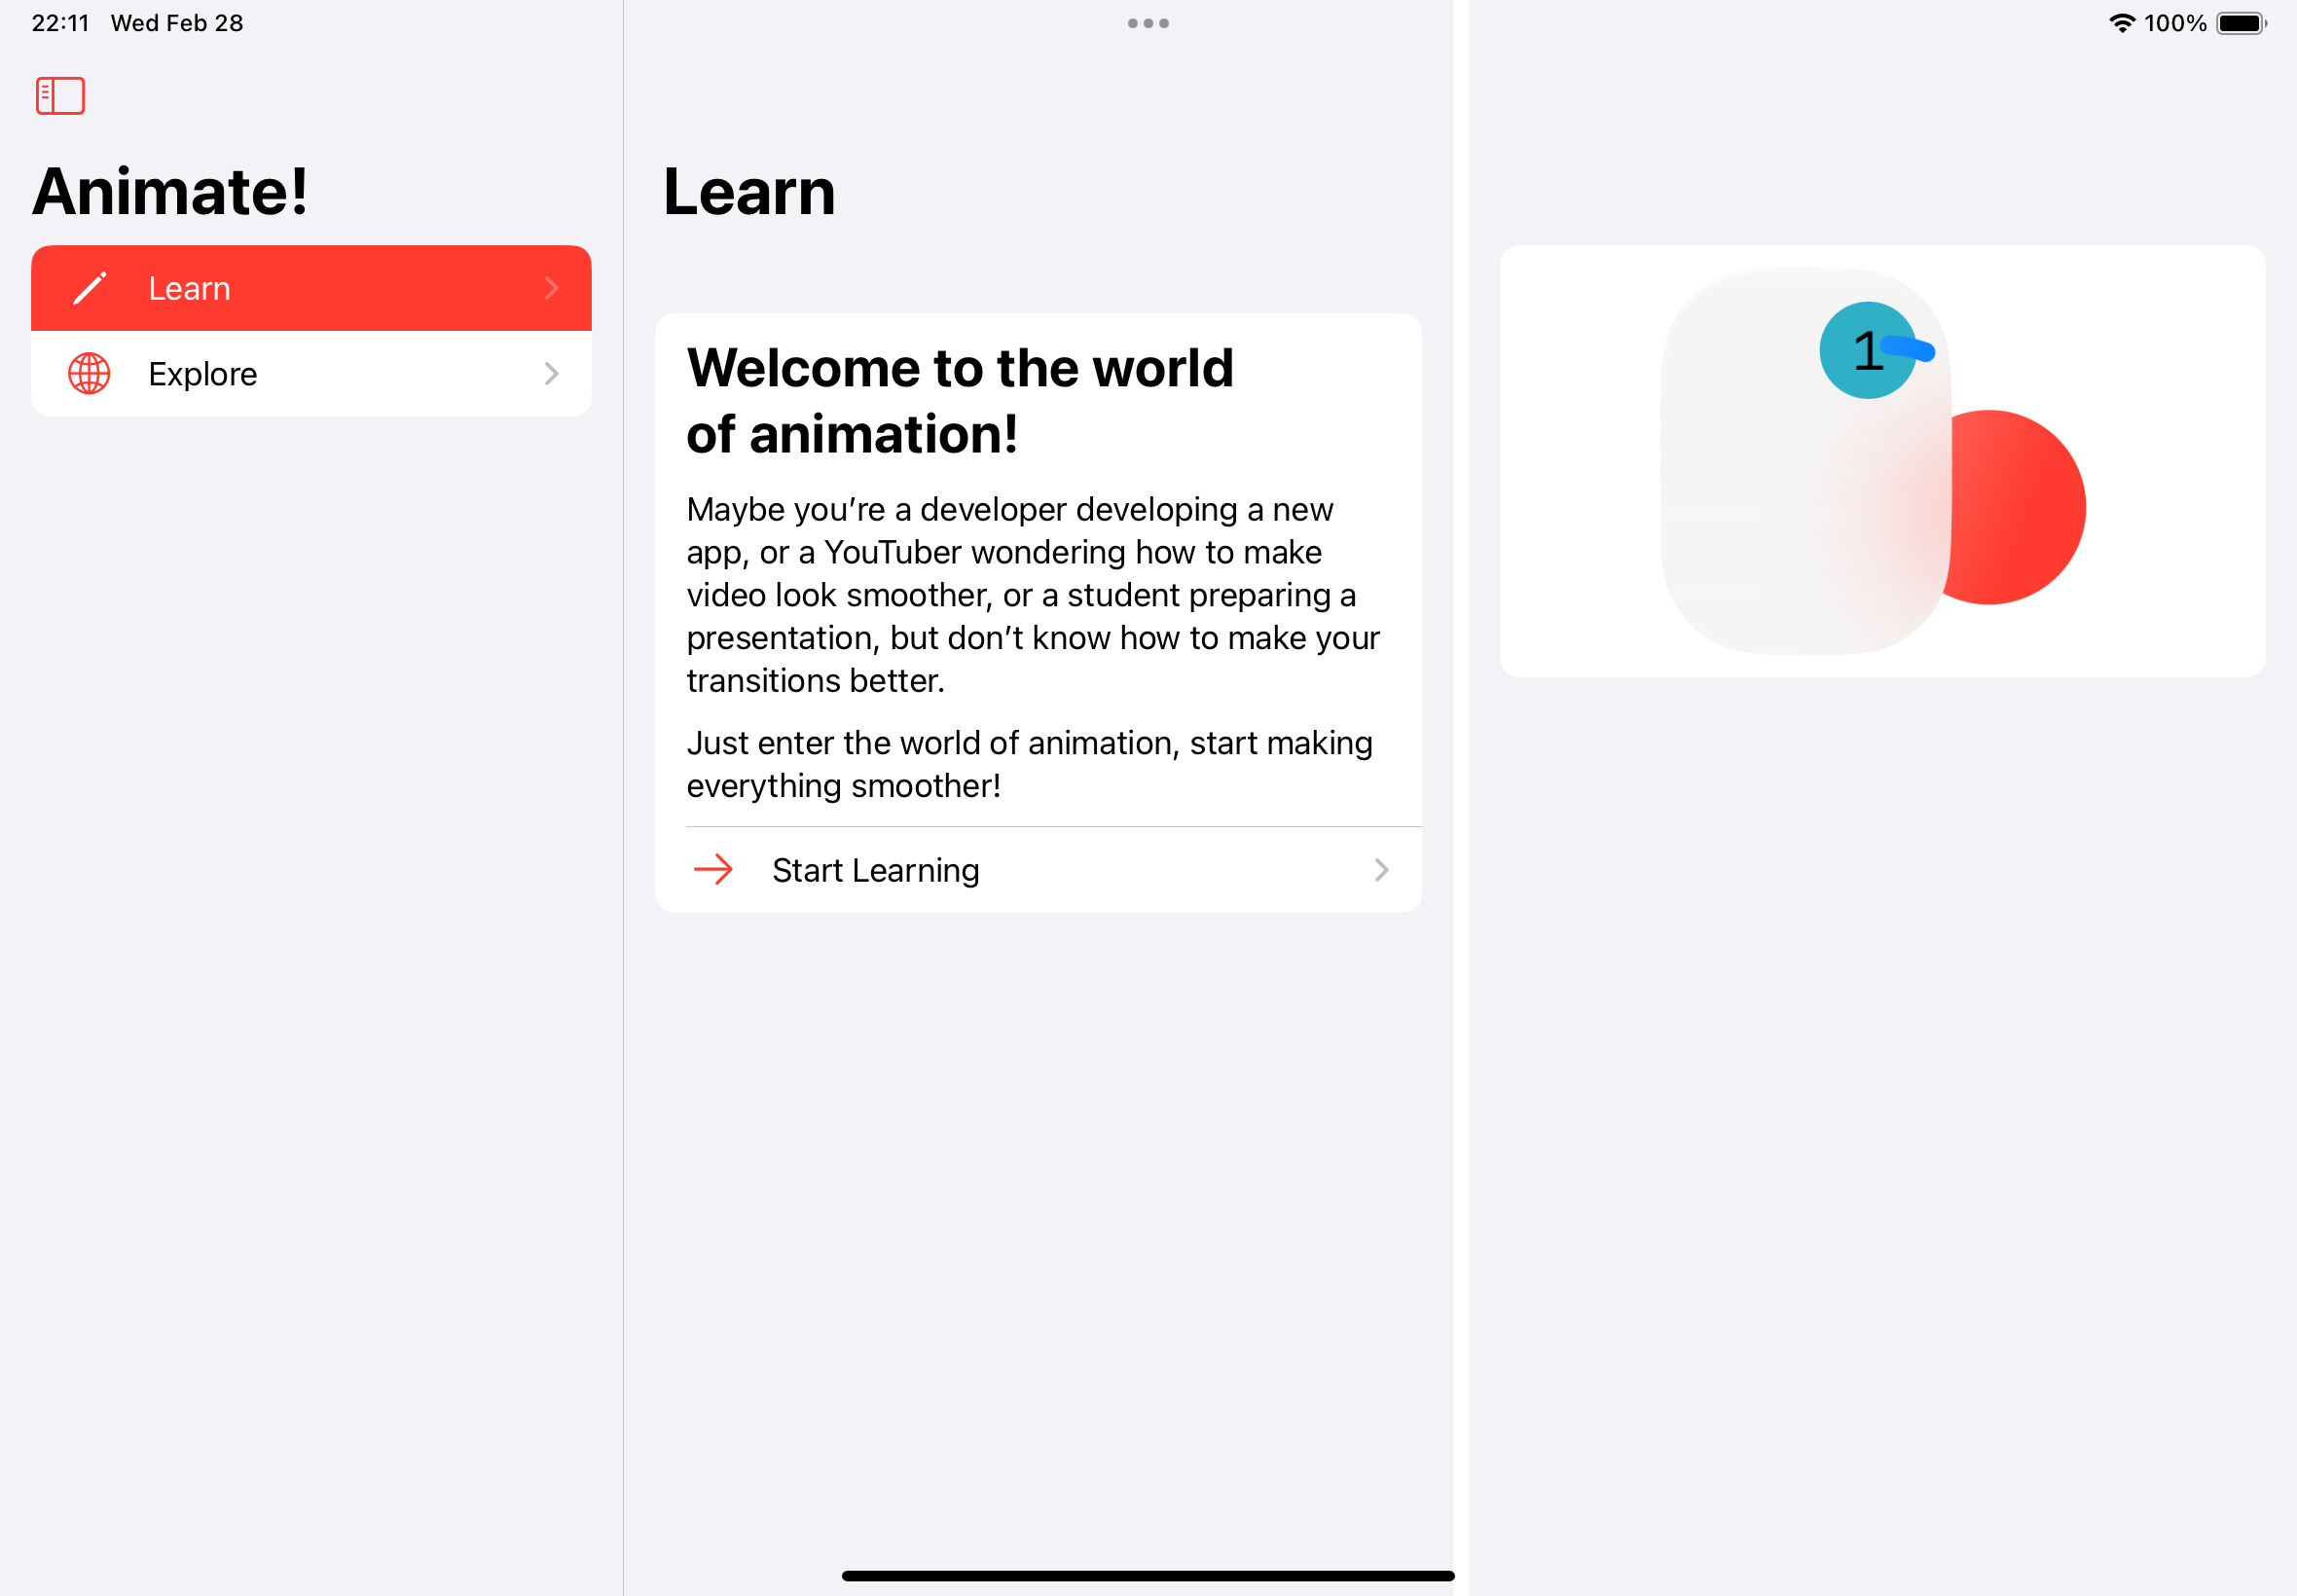 22:11 Wed Feb 28
100%
Animate!
Learn
Explore
Learn
Welcome to the world
of animation!
Maybe you’re a developer developing a new
app, or a YouTuber wondering how to make
video look smoother, or a student preparing a
presentation, but don’t know how to make your
transitions better.
Just enter the world of animation, start making
everything smoother!
Start Learning
1